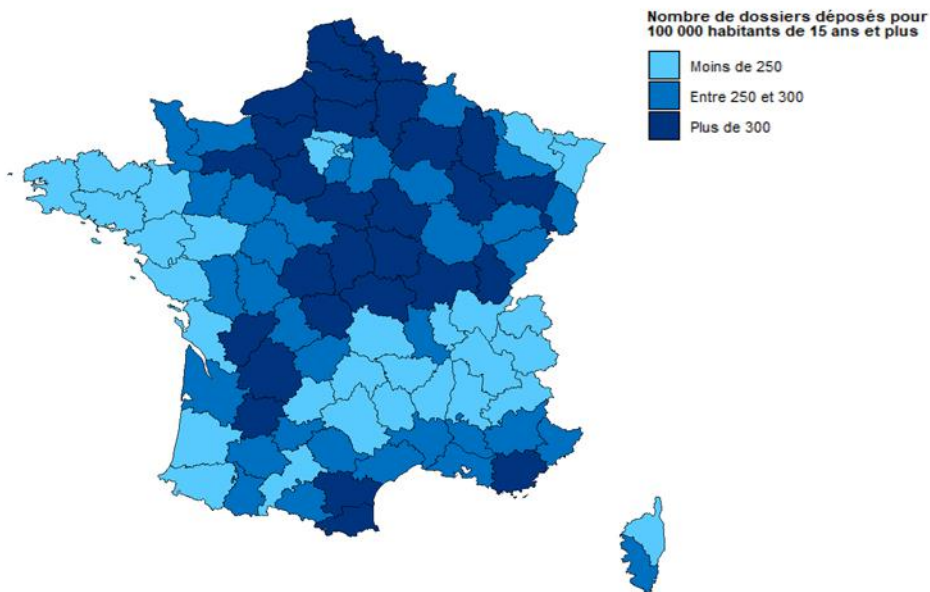 Nombre de dossiers déposés pour
100 000 habitants de 15 ans et plus
Moins de 250
Entre 250 et 300
Plus de 300